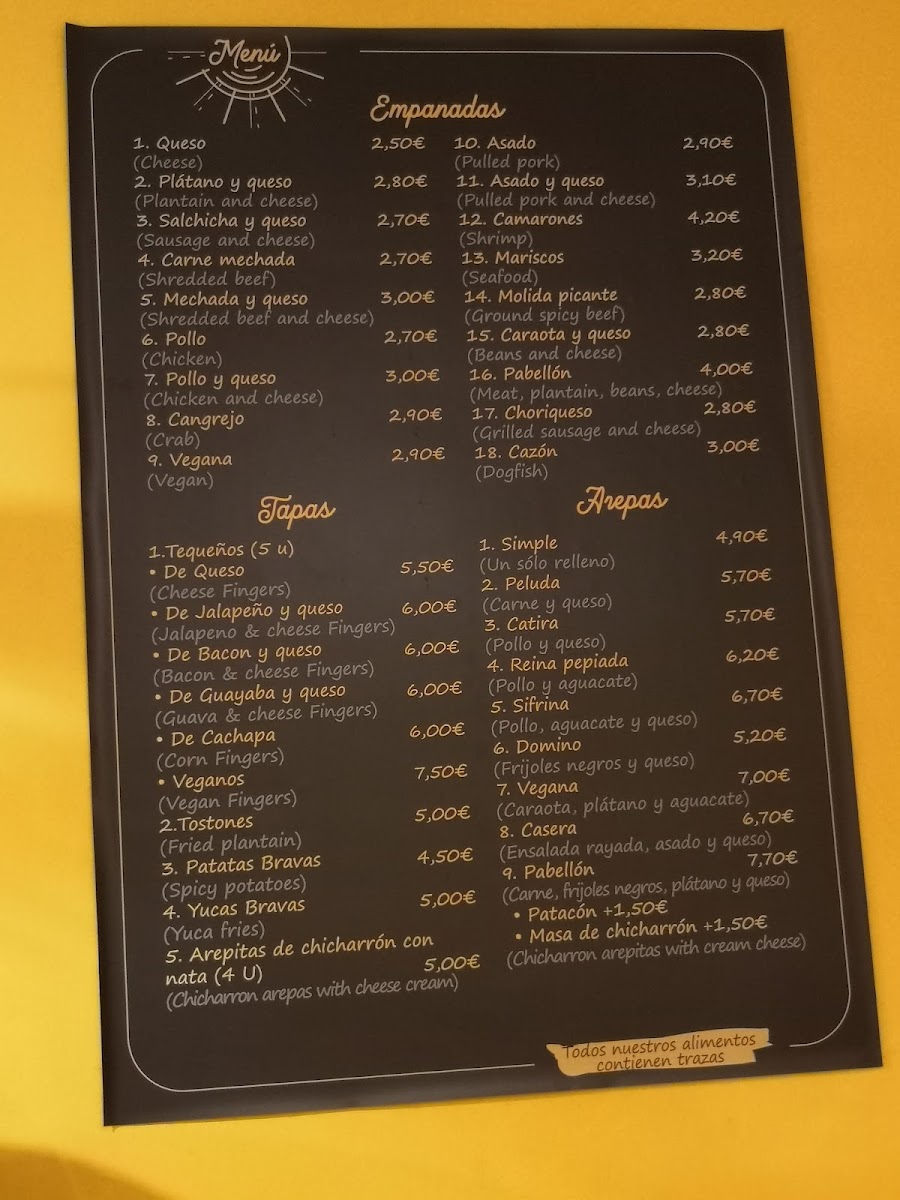 Menú
Empanadas
1. Queso 2,50€
(Cheese)
2. Plátano y queso 2,80€
(Plantain and cheese)
3. Salchicha y queso 2,70€
(Sausage and cheese)
4. Carne mechada 2,70€
(Shredded beef)
5. Mechada y queso 3,00€
(Shredded beef and cheese)
6. Pollo 2,70€
(Chicken)
7. Pollo y queso 3,00€
(Chicken and cheese)
8. Cangrejo 2,90€
(Crab)
9. Vegana 2,90€
(Vegan)
10. Asado 2,90€
(Pulled pork)
11. Asado y queso 3,10€
(Pulled pork and cheese)
12. Camarones 4,20€
(Shrimp)
13. Mariscos 3,20€
(Seafood)
14. Molida picante 2,80€
(Ground spicy beef)
15. Caraota y queso 2,80€
(Beans and cheese)
16. Pabellón 4,00€
(Meat, plantain, beans, cheese)
17. Choriqueso 2,80€
(Grilled sausage and cheese)
18. Cazón 3,00€
(Dogfish)
Tapas
1.Tequeños (5 u)
• De Queso 5,50€
(Cheese Fingers)
• De Jalapeño y queso 6,00€
(Jalapeno & cheese Fingers)
• De Bacon y queso 6,00€
(Bacon & cheese Fingers)
• De Guayaba y queso 6,00€
(Guava & cheese Fingers)
• De Cachapa 6,00€
(Corn Fingers)
• Veganos 7,50€
(Vegan Fingers)
2.Tostones 5,00€
(Fried plantain)
3. Patatas Bravas 4,50€
(Spicy potatoes)
4. Yucas Bravas 5,00€
(Yuca fries)
5. Arepitas de chicharrón con
nata (4 U) 5,00€
(Chicharron arepas with cheese cream)
Arepas
1. Simple 4,90€
(Un sólo relleno)
2. Peluda 5,70€
(Carne y queso)
3. Catira 5,70€
(Pollo y queso)
4. Reina pepiada 6,20€
(Pollo y aguacate)
5. Sifrina 6,70€
(Pollo, aguacate y queso)
6. Domino 5,20€
(Frijoles negros y queso)
7. Vegana 7,00€
(Caraota, plátano y aguacate)
8. Casera 6,70€
(Ensalada rayada, asado y queso)
9. Pabellón 7,70€
(Carne, frijoles negros, plátano y queso)
• Patacón +1,50€
• Masa de chicharrón +1,50€
(Chicharron arepitas with cream cheese)
Todos nuestros alimentos
contienen trazas